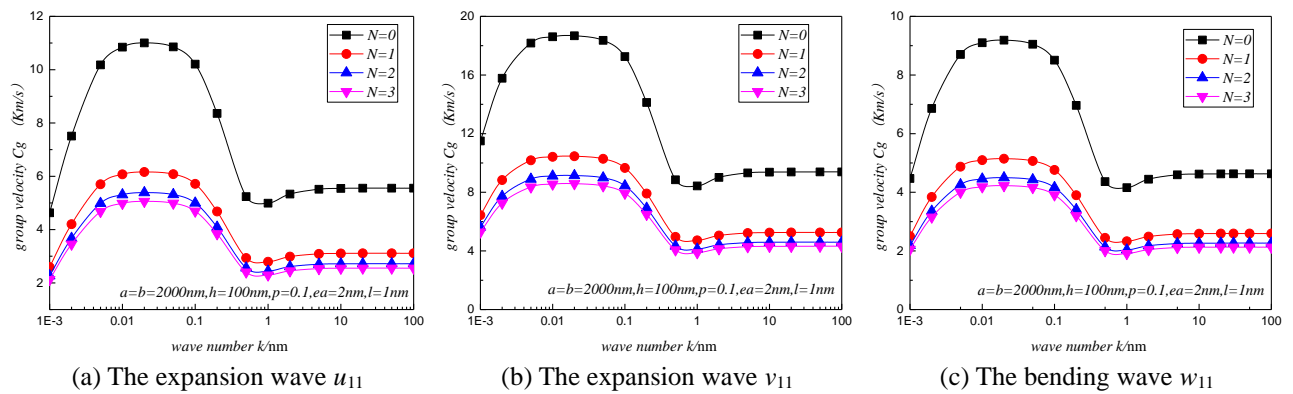 12
10
8
6
4
2
group velocity Cg (Km/s)
N=0
N=1
N=2
N=3
a=b=2000nm,h=100nm,p=0.1,ea=2nm,l=1nm
1E-3 0.01 0.1 1 10 100
wave number k/nm
(a) The expansion wave u11
20
16
12
8
4
0
group velocity Cg (Km/s)
N=0
N=1
N=2
N=3
a=b=2000nm,h=100nm,p=0.1,ea=2nm,l=1nm
1E-3 0.01 0.1 1 10 100
wave number k/nm
(b) The expansion wave v11
10
8
6
4
2
0
group velocity Cg (Km/s)
N=0
N=1
N=2
N=3
a=b=2000nm,h=100nm,p=0.1,ea=2nm,l=1nm
1E-3 0.01 0.1 1 10 100
wave number k/nm
(c) The bending wave w11